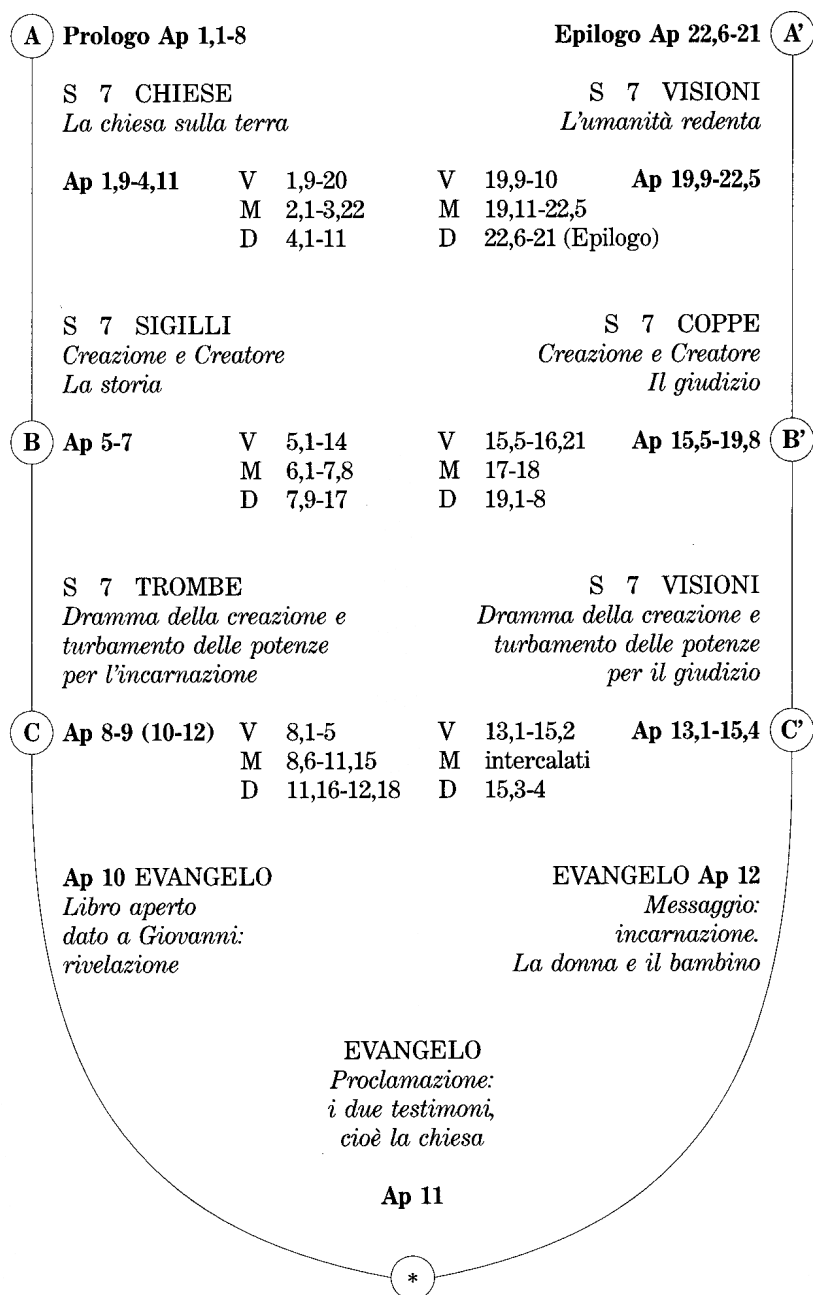 A Prologo Ap 1,1-8 Epilogo Ap 22,6-21 A'
S 7 CHIESE S 7 VISIONI
La chiesa sulla terra L'umanità redenta
Ap 1,9-4,11 V 1,9-20 V 19,9-10 Ap 19,9-22,5
M 2,1-3,22 M 19,11-22,5
D 4,1-11 D 22,6-21 (Epilogo)
S 7 SIGILLI S 7 COPPE
Creazione e Creatore Creazione e Creatore
La storia Il giudizio
B Ap 5-7 V 5,1-14 V 15,5-16,21 Ap 15,5-19,8 B'
M 6,1-7,8 M 17-18
D 7,9-17 D 19,1-8
S 7 TROMBE S 7 VISIONI
Dramma della creazione e Dramma della creazione e
turbamento delle potenze turbamento delle potenze
per l'incarnazione per il giudizio
C Ap 8-9 (10-12) V 8,1-5 V 13,1-15,2 Ap 13,1-15,4 C'
M 8,6-11,15 M intercalati
D 11,16-12,18 D 15,3-4
Ap 10 EVANGELO EVANGELO Ap 12
Libro aperto Messaggio:
dato a Giovanni: incarnazione.
rivelazione La donna e il bambino
EVANGELO
Proclamazione:
i due testimoni,
cioè la chiesa
Ap 11
*